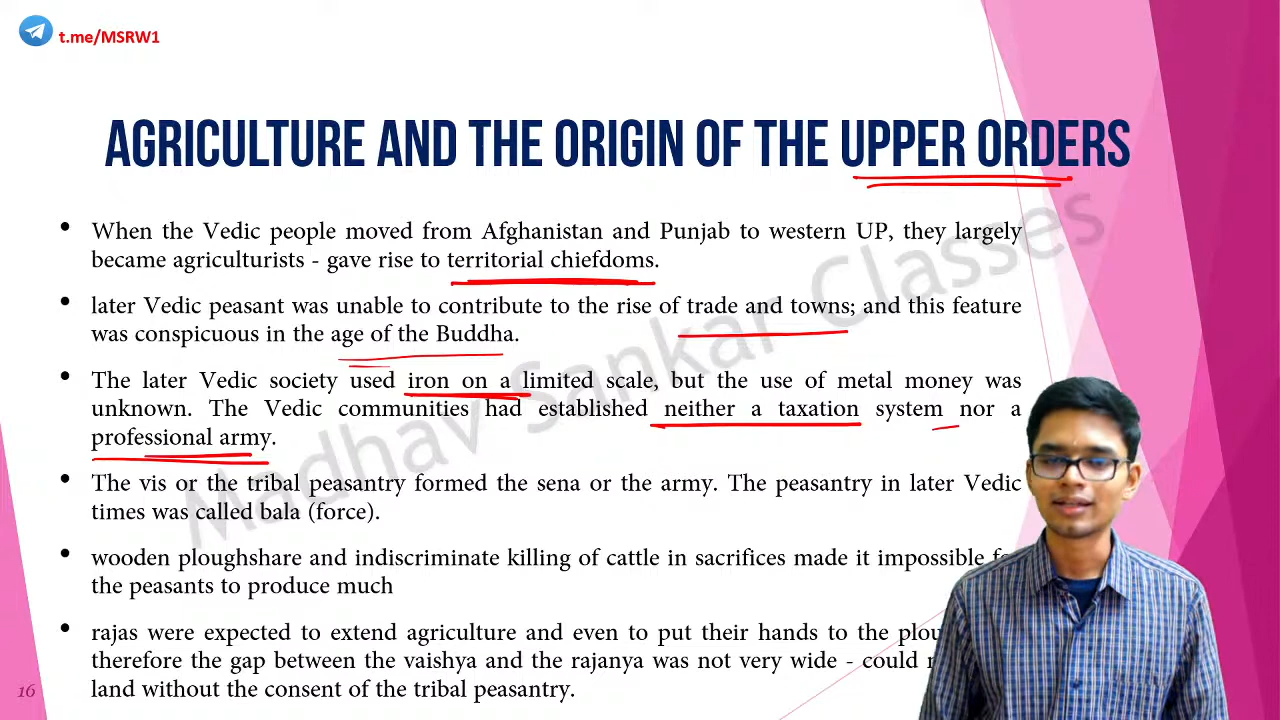 t.me/MSRW1
AGRICULTURE AND THE ORIGIN OF THE UPPER ORDERS
• When the Vedic people moved from Afghanistan and Punjab to western UP, they largely
became agriculturists - gave rise to territorial chiefdoms.
• later Vedic peasant was unable to contribute to the rise of trade and towns; and this feature
was conspicuous in the age of the Buddha.
• The later Vedic society used iron on a limited scale, but the use of metal money was
unknown. The Vedic communities had established neither a taxation system nor a
professional army.
• The vis or the tribal peasantry formed the sena or the army. The peasantry in later Vedic
times was called bala (force).
• wooden ploughshare and indiscriminate killing of cattle in sacrifices made it impossible
the peasants to produce much
• rajas were expected to extend agriculture and even to put their hands to the
therefore the gap between the vaishya and the rajanya was not very wide - could
land without the consent of the tribal peasantry.
Madhav Sankar Classes
16